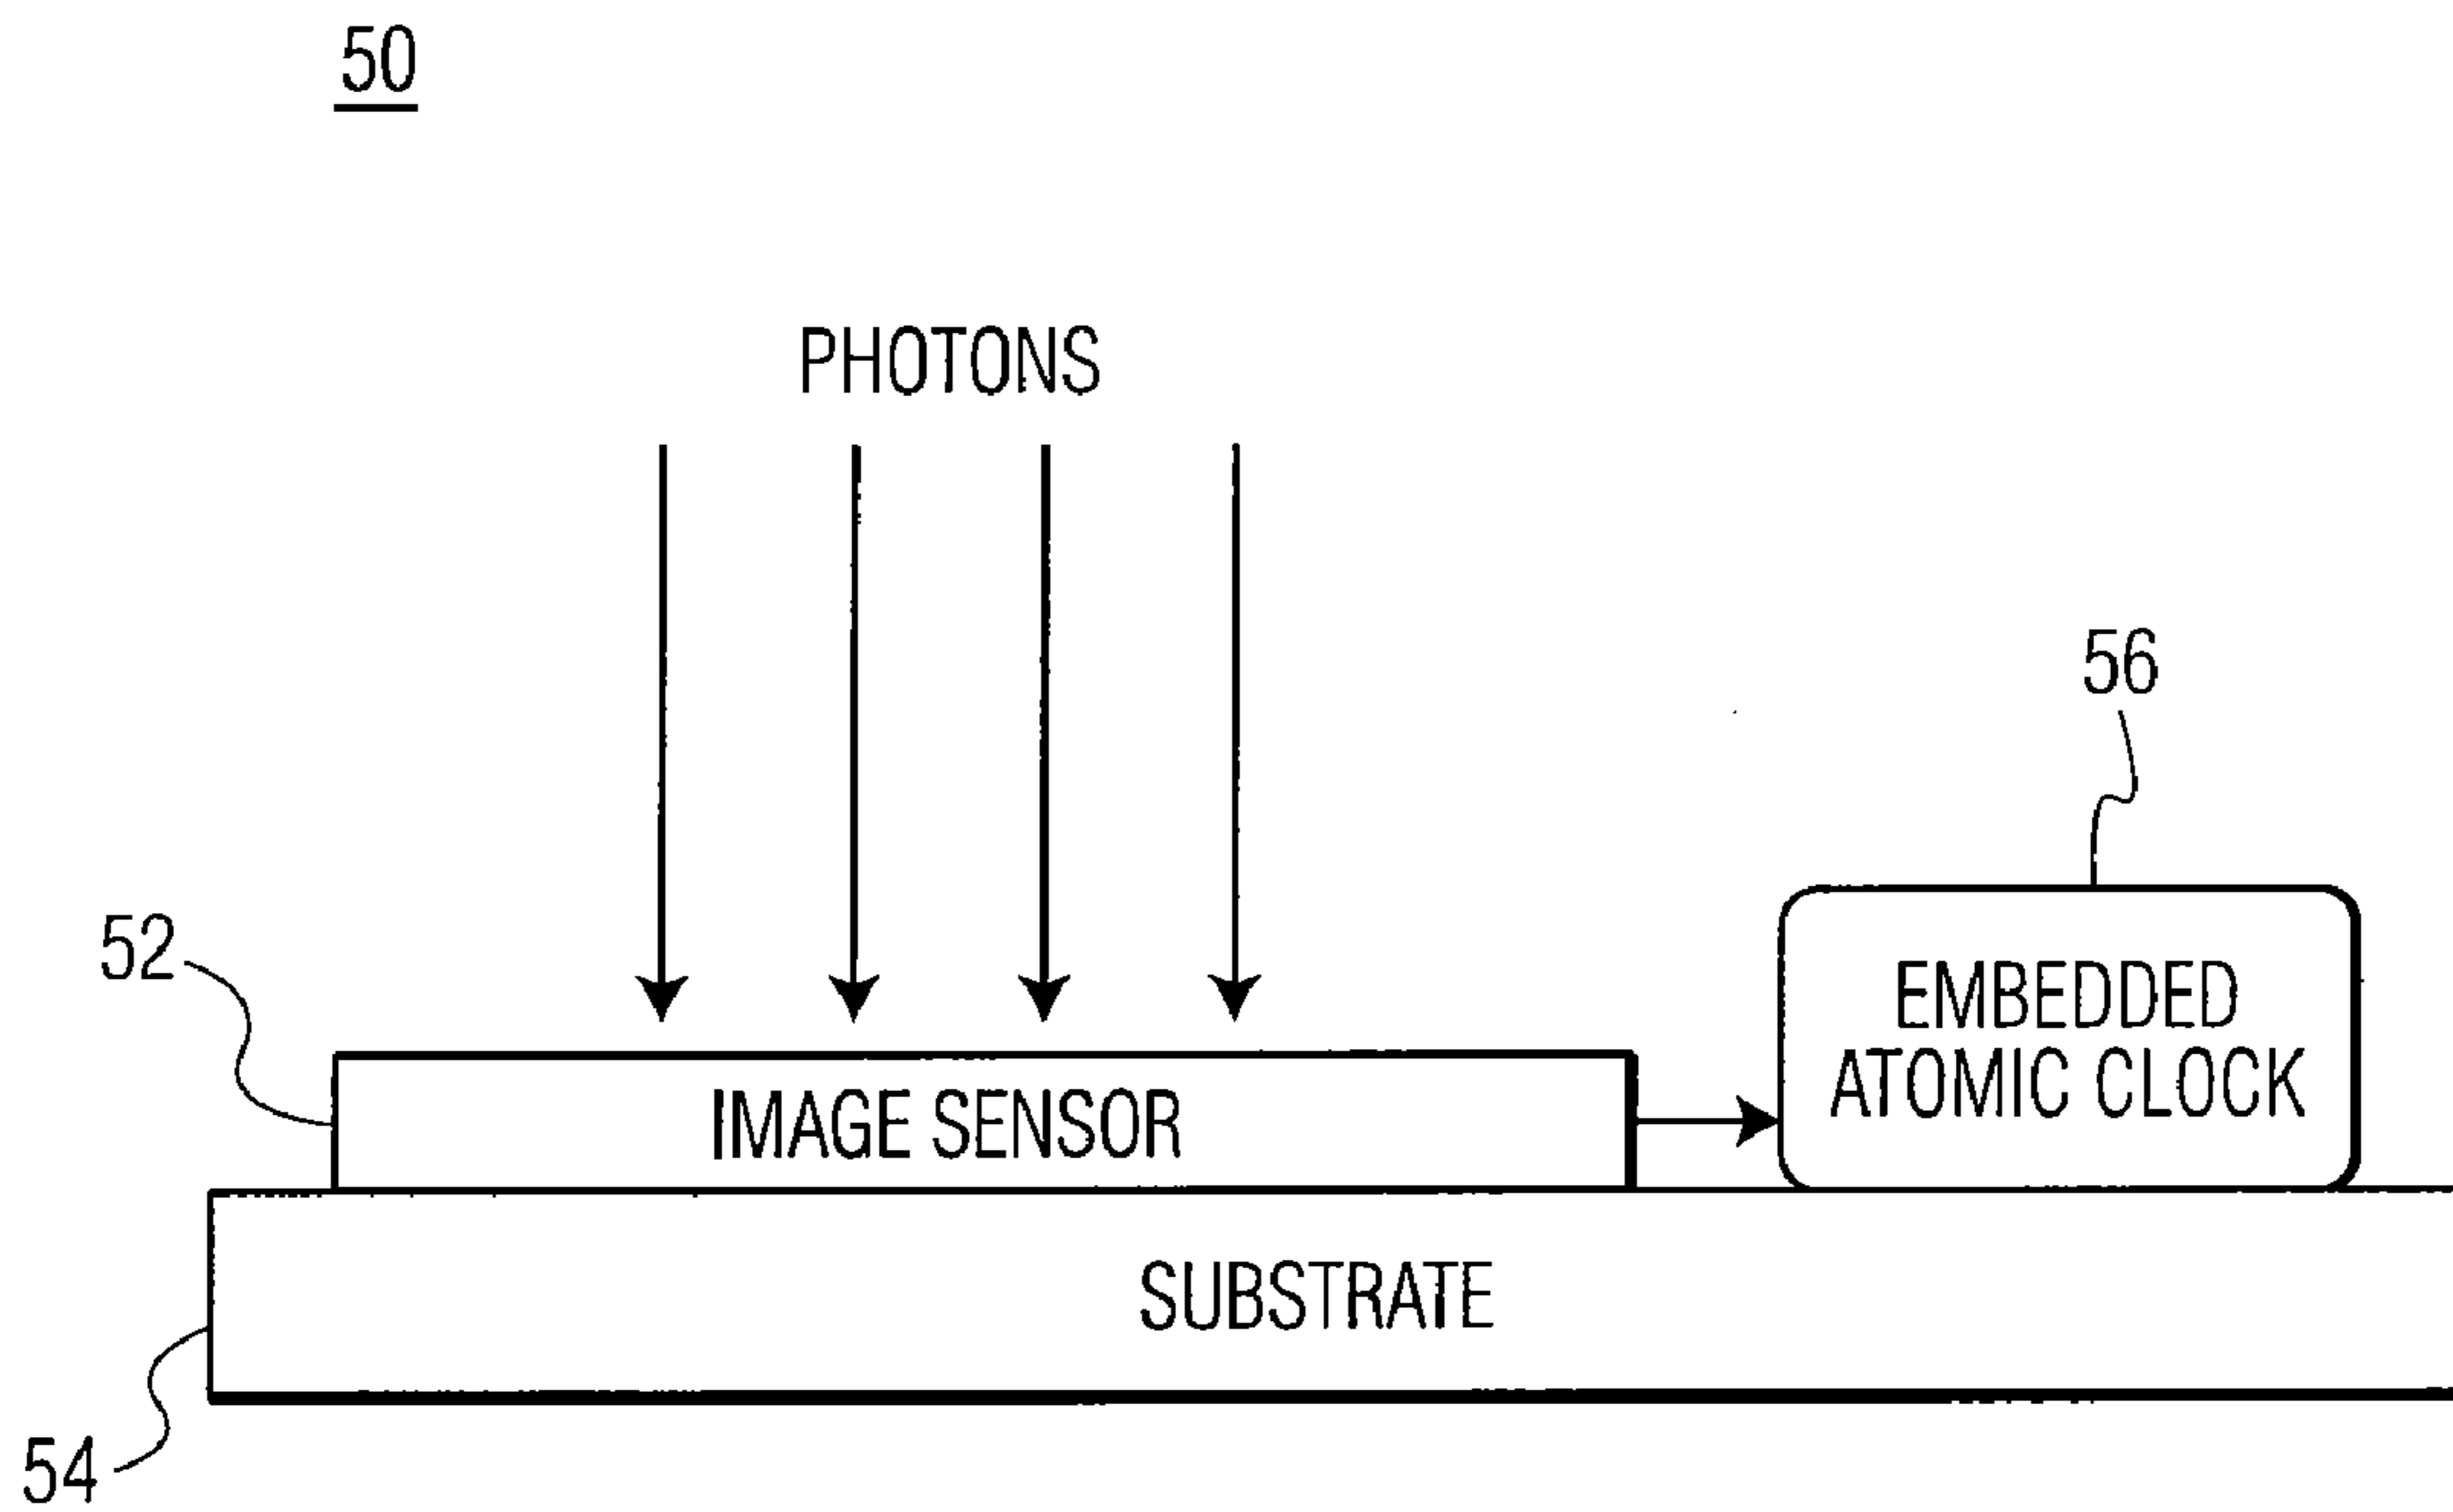 50
PHOTONS
56
52
EMBEDDED
ATOMIC CLOCK
IMAGE SENSOR
SUBSTRATE
54